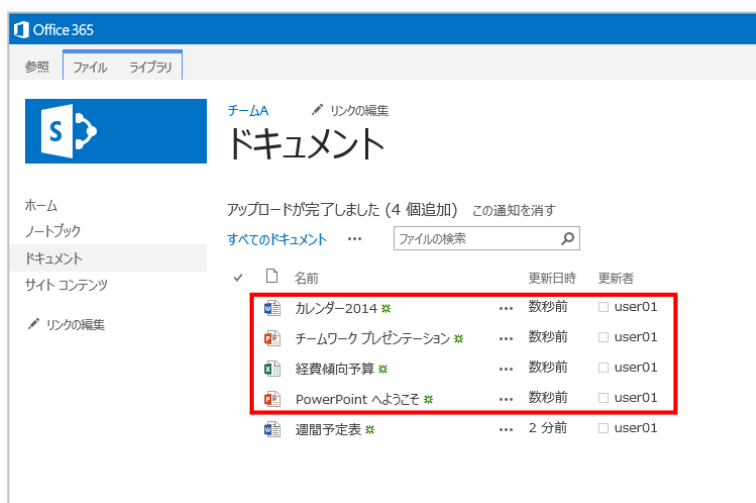 Office 365
参照 ファイル ライブラリ
S
チームA リンクの編集
ドキュメント
ホーム
ノートブック
ドキュメント
サイト コンテンツ
リンクの編集
アップロードが完了しました (4 個追加) この通知を消す
すべてのドキュメント ••• ファイルの検索
名前 更新日時 更新者
カレンダー2014 ••• 数秒前 user01
チームワーク プレゼンテーション ••• 数秒前 user01
経費傾向予算 ••• 数秒前 user01
PowerPoint へようこそ ••• 数秒前 user01
週間予定表 ••• 2 分前 user01